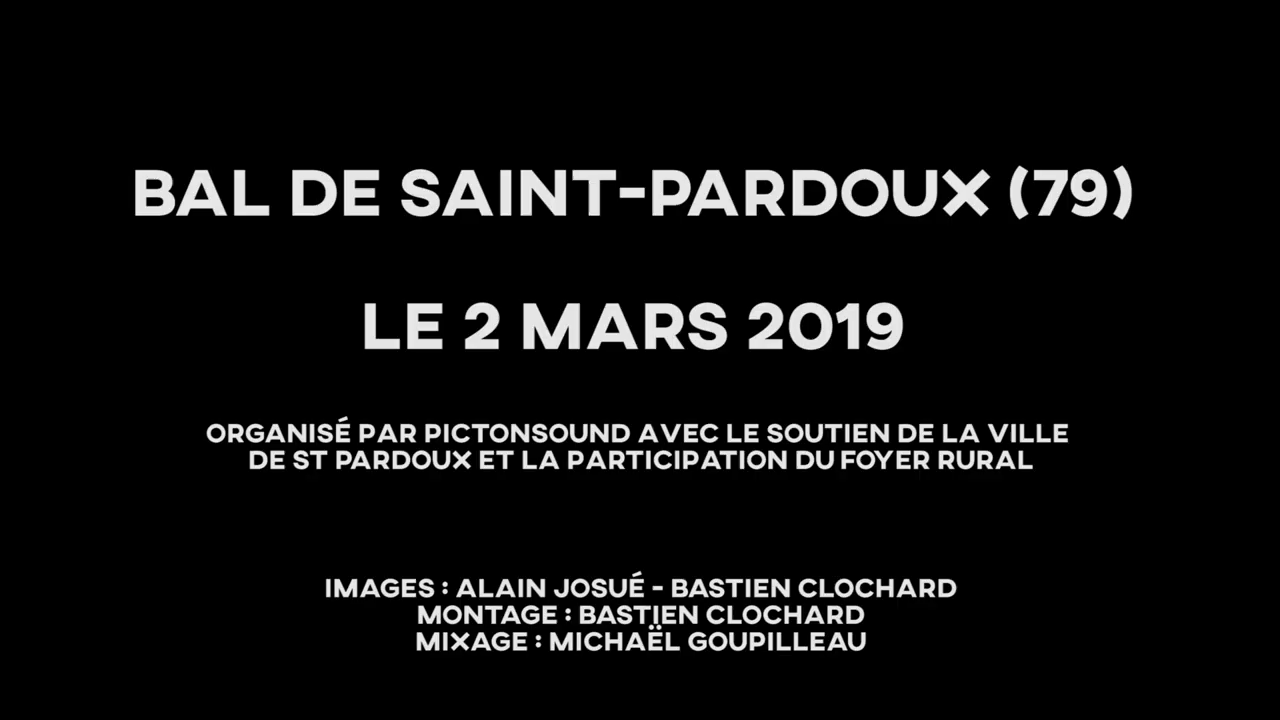 BAL DE SAINT-PARDOUX (79)
LE 2 MARS 2019
ORGANISÉ PAR PICTONSOUND AVEC LE SOUTIEN DE LA VILLE
DE ST PARDOUX ET LA PARTICIPATION DU FOYER RURAL
IMAGES : ALAIN JOSUÉ - BASTIEN CLOCHARD
MONTAGE : BASTIEN CLOCHARD
MIXAGE : MICHAËL GOUPILLEAU